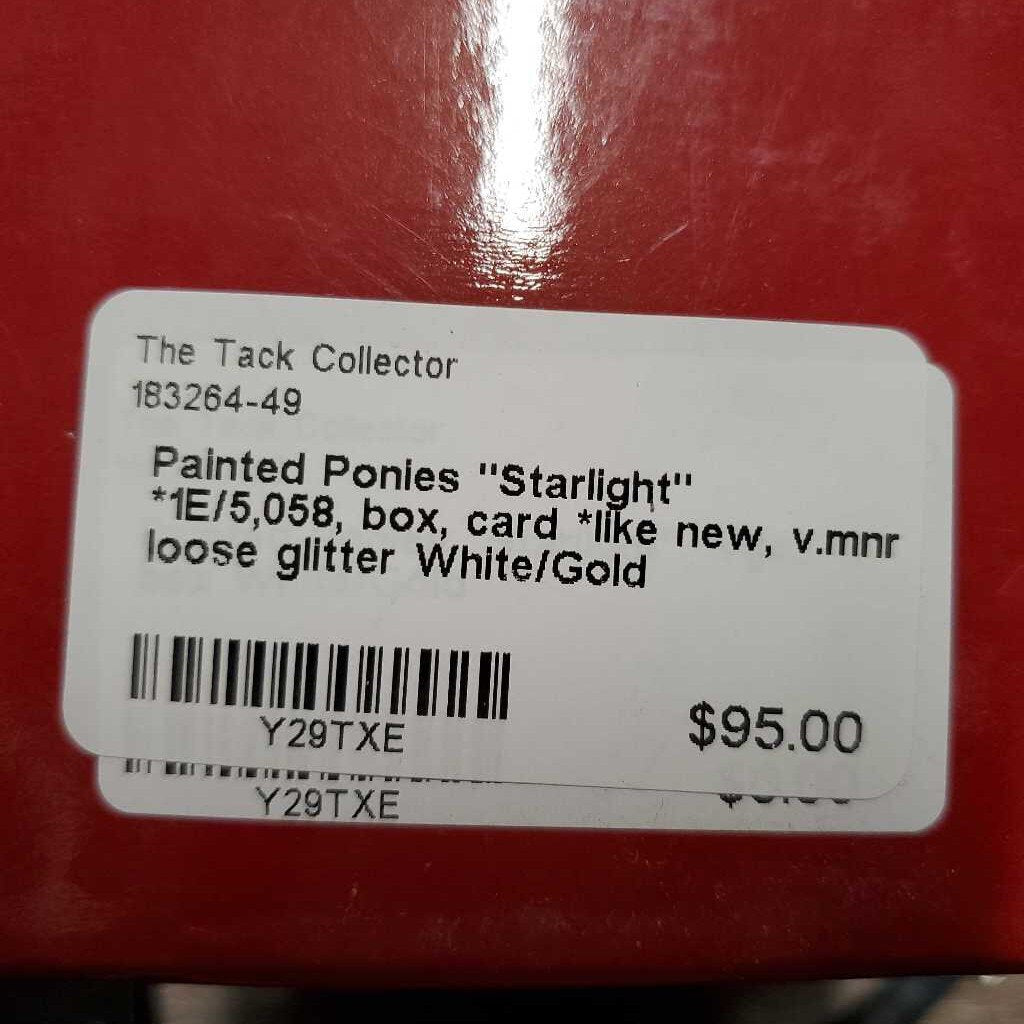 The Tack Collector
183264-49
Painted Ponies "Starlight"
*1E/5,058, box, card *like new, v.mnr
loose glitter White/Gold
Y29TXE
$95.00
Y29TXE